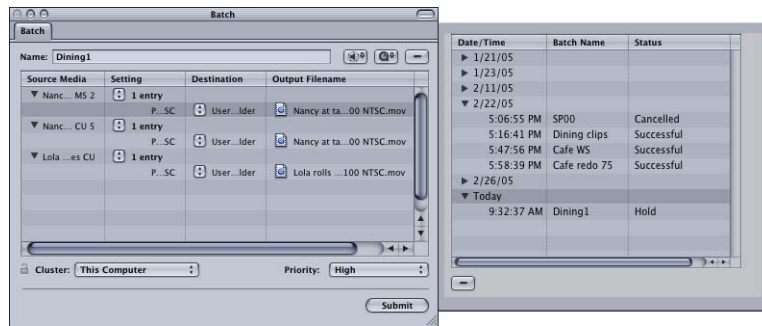 Batch
Batch
Name: Dining1
Source Media Setting Destination Output Filename
Nanc... MS 2 1 entry
P...SC User...lder Nancy at ta...00 NTSC.mov
Nanc... CU 5 1 entry
P...SC User...lder Nancy at ta...00 NTSC.mov
Lola ...es CU 1 entry
P...SC User...lder Lola rolls ...100 NTSC.mov
Cluster: This Computer Priority: High
Submit
Date/Time Batch Name Status
1/21/05
1/23/05
2/11/05
2/22/05
5:06:55 PM SP00 Cancelled
5:16:41 PM Dining clips Successful
5:47:56 PM Cafe WS Successful
5:58:39 PM Cafe redo 75 Successful
2/26/05
Today
9:32:37 AM Dining1 Hold